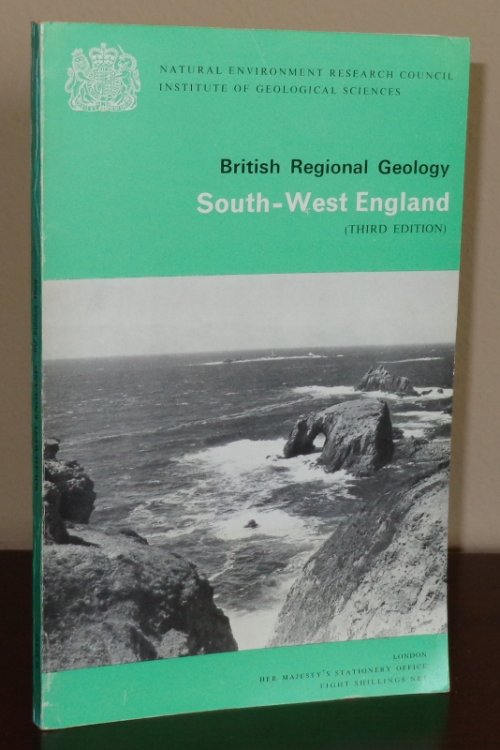 NATURAL ENVIRONMENT RESEARCH COUNCIL
INSTITUTE OF GEOLOGICAL SCIENCES
British Regional Geology
South-West England
(THIRD EDITION)
LONDON
HER MAJESTY'S STATIONERY OFFICE
EIGHT SHILLINGS NET